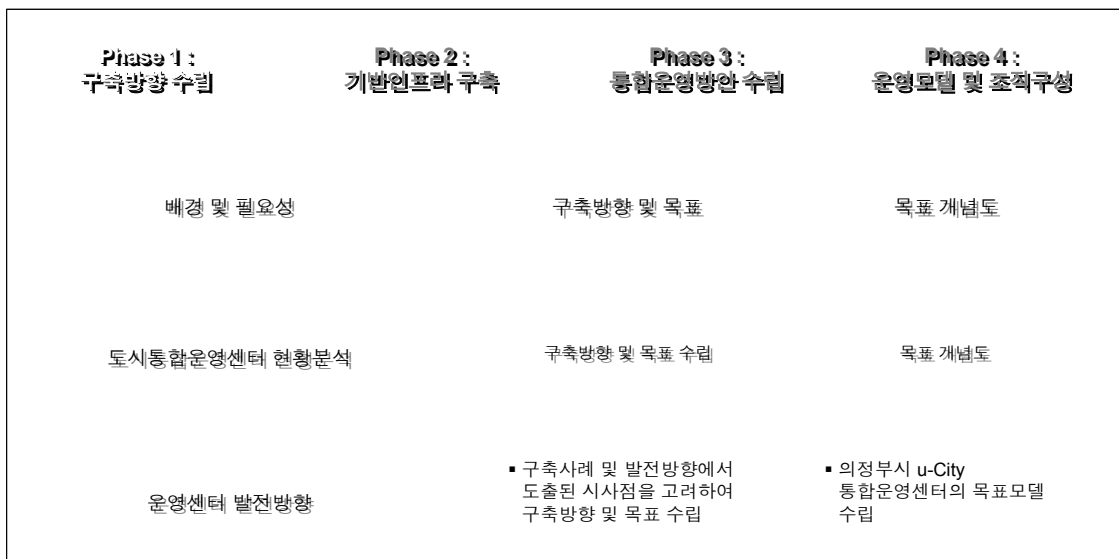 Phase 1 :
구축방향 수립
Phase 2 :
기반인프라 구축
Phase 3 :
통합운영방안 수립
Phase 4 :
운영모델 및 조직구성
배경 및 필요성
구축방향 및 목표
목표 개념도
도시통합운영센터 현황분석
구축방향 및 목표 수립
목표 개념도
운영센터 발전방향
▪ 구축사례 및 발전방향에서
도출된 시사점을 고려하여
구축방향 및 목표 수립
▪ 의정부시 u-City
통합운영센터의 목표모델
수립